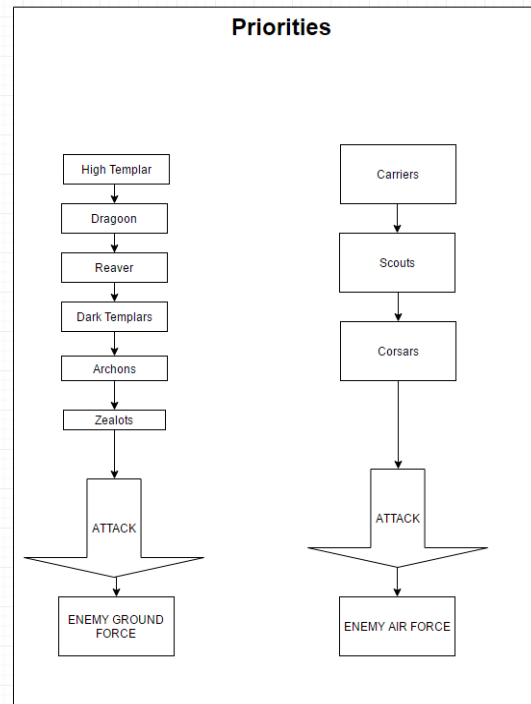 Priorities
High Templar
Dragoon
Reaver
Dark Templars
Archons
Zealots
ATTACK
ENEMY GROUND
FORCE
Carriers
Scouts
Corsars
ATTACK
ENEMY AIR FORCE